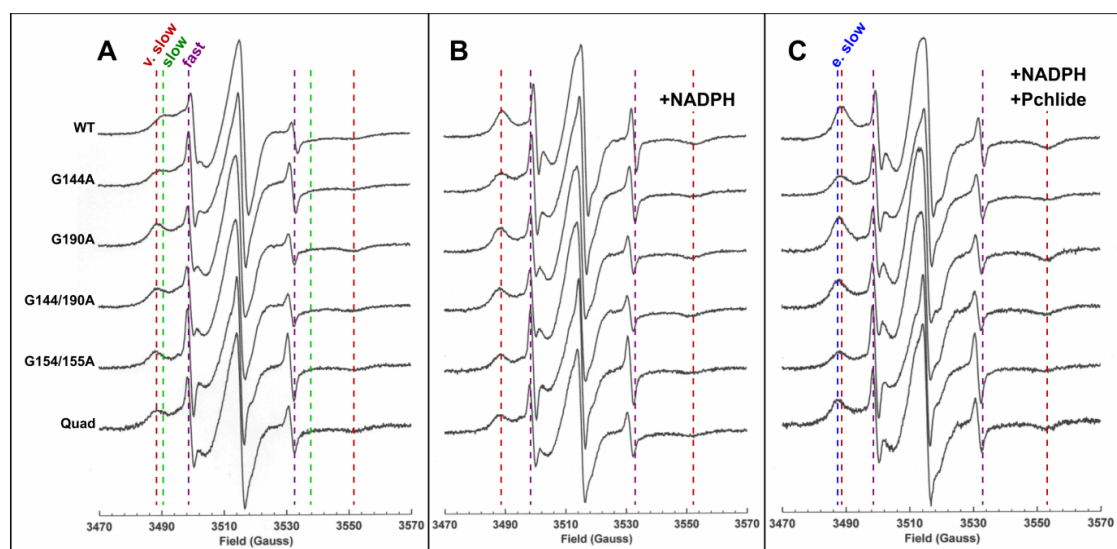 A
v. slow
slow
fast
WT
G144A
G190A
G144/190A
G154/155A
Quad
3470 3490 3510 3530 3550 3570
Field (Gauss)
B
+NADPH
3470 3490 3510 3530 3550 3570
Field (Gauss)
C
e. slow
+NADPH
+Pchlide
3470 3490 3510 3530 3550 3570
Field (Gauss)